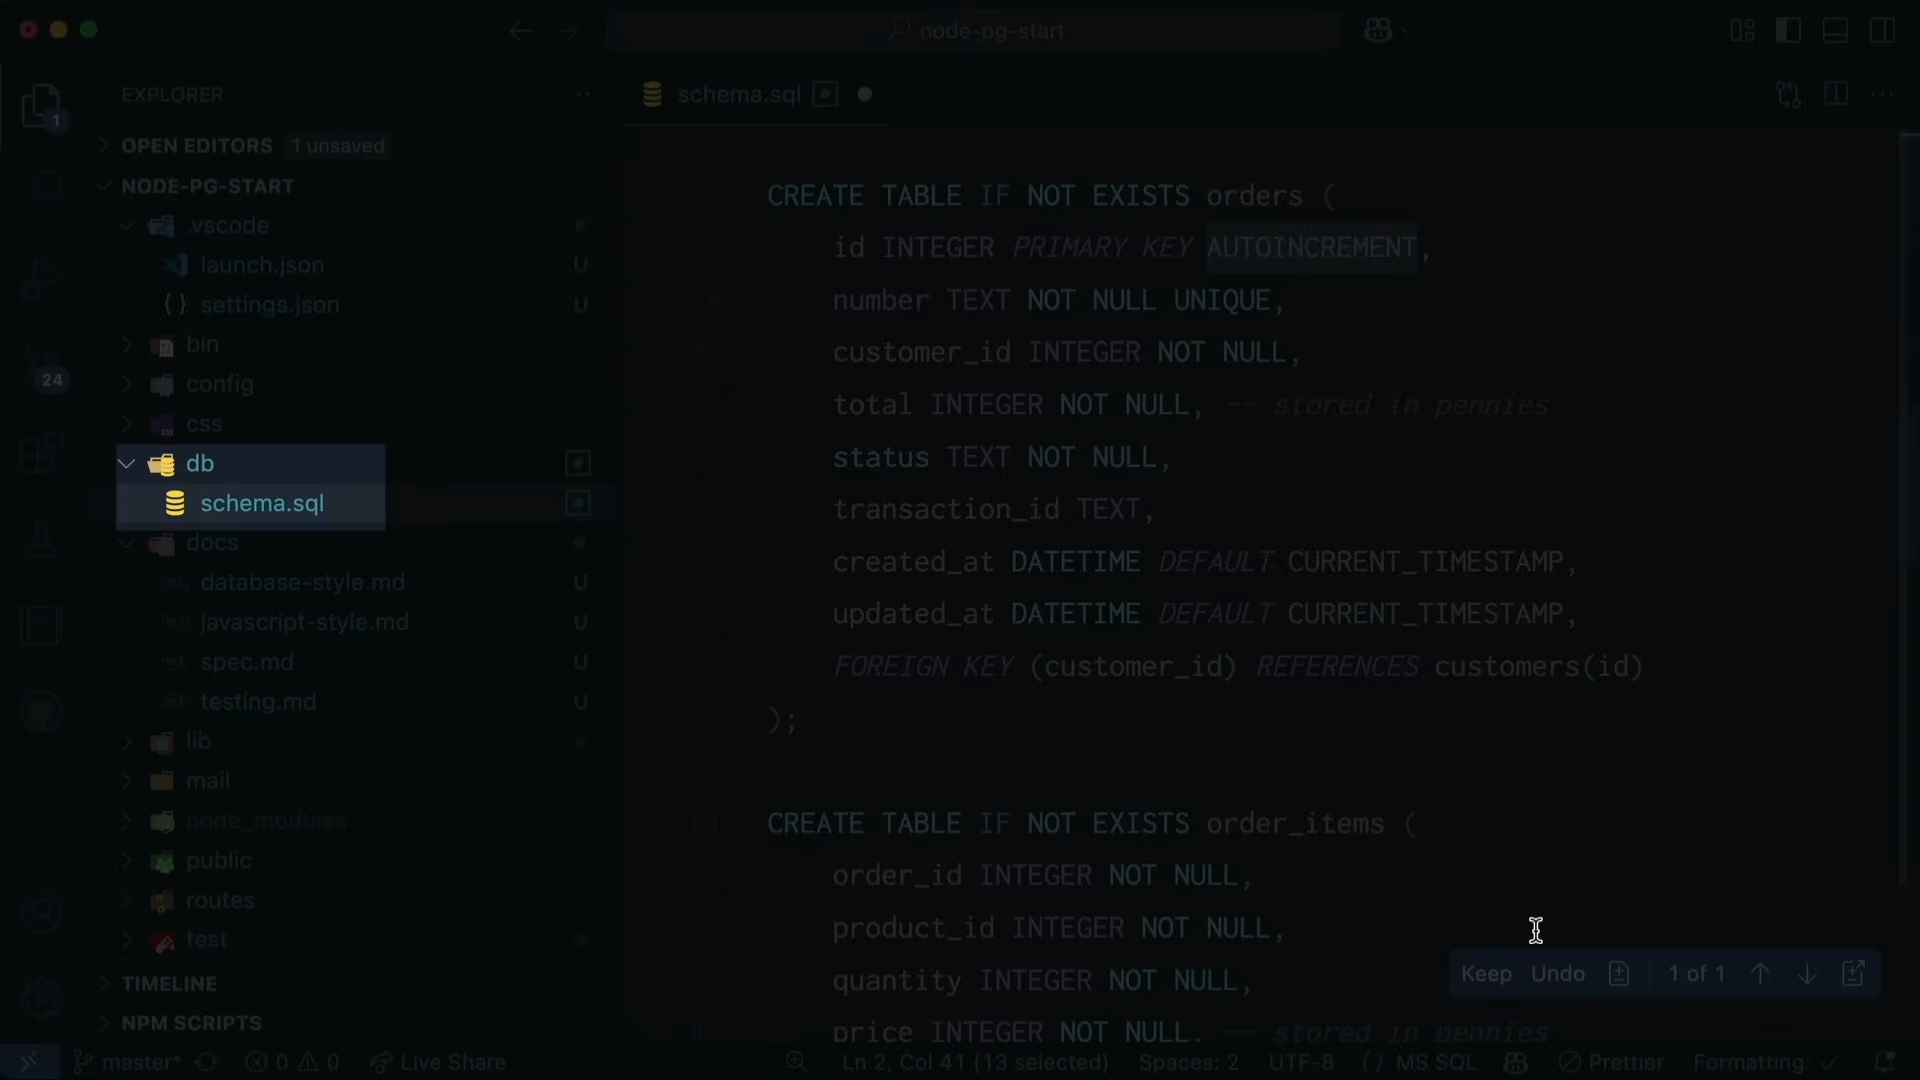 node-pg-start
EXPLORER
1
OPEN EDITORS 1 unsaved
NODE-PG-START
.vscode
launch.json U
settings.json U
bin
config
24
css
db
schema.sql
docs
database-style.md U
javascript-style.md U
spec.md U
testing.md U
lib
mail
node_modules
public
routes
test
TIMELINE
NPM SCRIPTS
schema.sql
CREATE TABLE IF NOT EXISTS orders (
id INTEGER PRIMARY KEY AUTOINCREMENT,
number TEXT NOT NULL UNIQUE,
customer_id INTEGER NOT NULL,
total INTEGER NOT NULL, -- stored in pennies
status TEXT NOT NULL,
transaction_id TEXT,
created_at DATETIME DEFAULT CURRENT_TIMESTAMP,
updated_at DATETIME DEFAULT CURRENT_TIMESTAMP,
FOREIGN KEY (customer_id) REFERENCES customers(id)
);
CREATE TABLE IF NOT EXISTS order_items (
order_id INTEGER NOT NULL,
product_id INTEGER NOT NULL,
quantity INTEGER NOT NULL,
price INTEGER NOT NULL, -- stored in pennies
Keep Undo 1 of 1
master* 0 0 Live Share Ln 2, Col 41 (13 selected) Spaces: 2 UTF-8 MS SQL Prettier Formatting: ✓